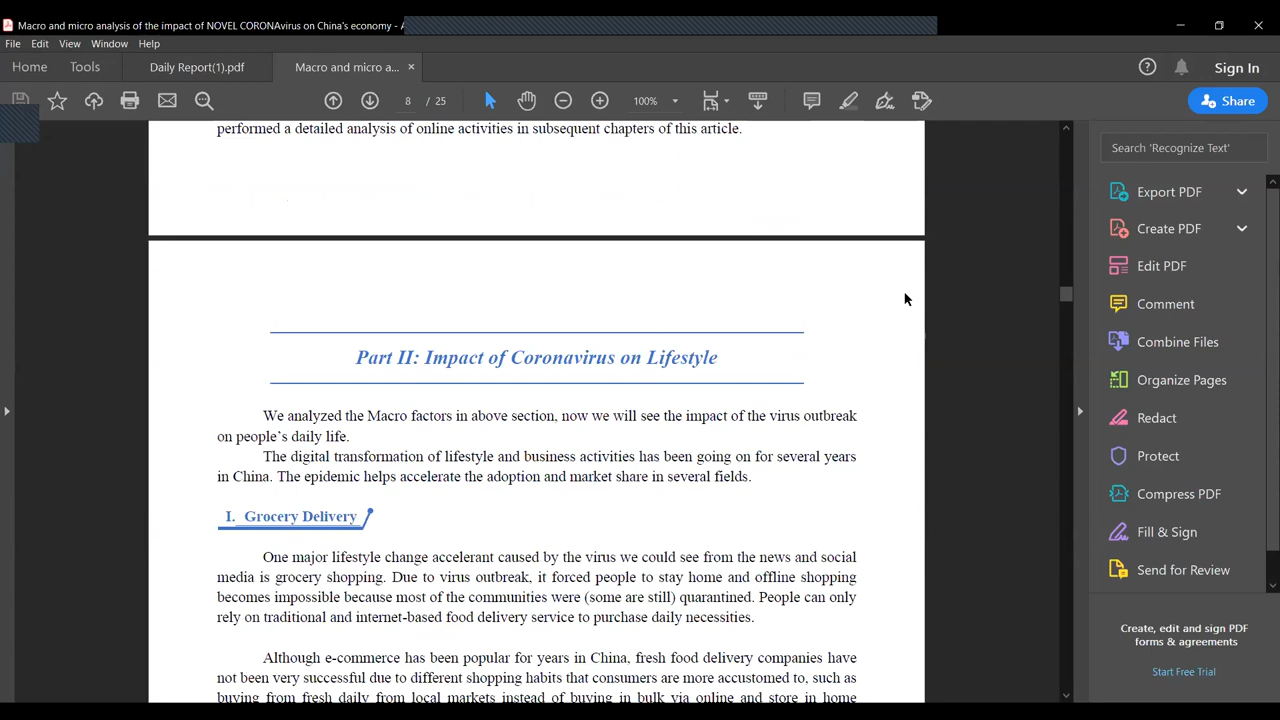 Macro and micro analysis of the impact of NOVEL CORONAvirus on China's economy - A
File Edit View Window Help
Home Tools Daily Report(1).pdf Macro and micro a... × Sign In
8 / 25 100% Share
performed a detailed analysis of online activities in subsequent chapters of this article.
Part II: Impact of Coronavirus on Lifestyle
We analyzed the Macro factors in above section, now we will see the impact of the virus outbreak
on people's daily life.
The digital transformation of lifestyle and business activities has been going on for several years
in China. The epidemic helps accelerate the adoption and market share in several fields.
I. Grocery Delivery
One major lifestyle change accelerant caused by the virus we could see from the news and social
media is grocery shopping. Due to virus outbreak, it forced people to stay home and offline shopping
becomes impossible because most of the communities were (some are still) quarantined. People can only
rely on traditional and internet-based food delivery service to purchase daily necessities.
Although e-commerce has been popular for years in China, fresh food delivery companies have
not been very successful due to different shopping habits that consumers are more accustomed to, such as
buying from fresh daily from local markets instead of buying in bulk via online and store in home
Search 'Recognize Text'
Export PDF
Create PDF
Edit PDF
Comment
Combine Files
Organize Pages
Redact
Protect
Compress PDF
Fill & Sign
Send for Review
Create, edit and sign PDF
forms & agreements
Start Free Trial